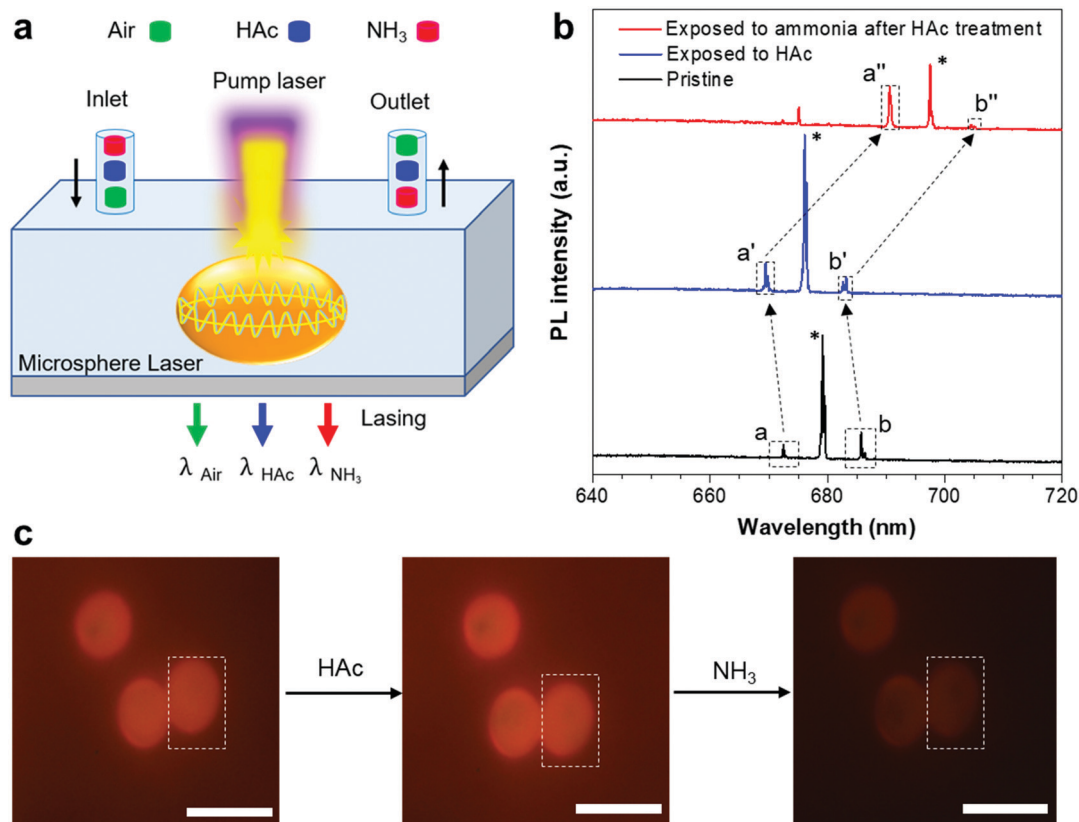 a
Air HAc NH₃
Pump laser
Inlet Outlet
Microsphere Laser
Lasing
λ Air λ HAc λ NH₃
b
Exposed to ammonia after HAc treatment
Exposed to HAc
Pristine
a'' * b''
a' * b'
a * b
PL intensity (a.u.)
640 660 680 700 720
Wavelength (nm)
c
HAc NH₃